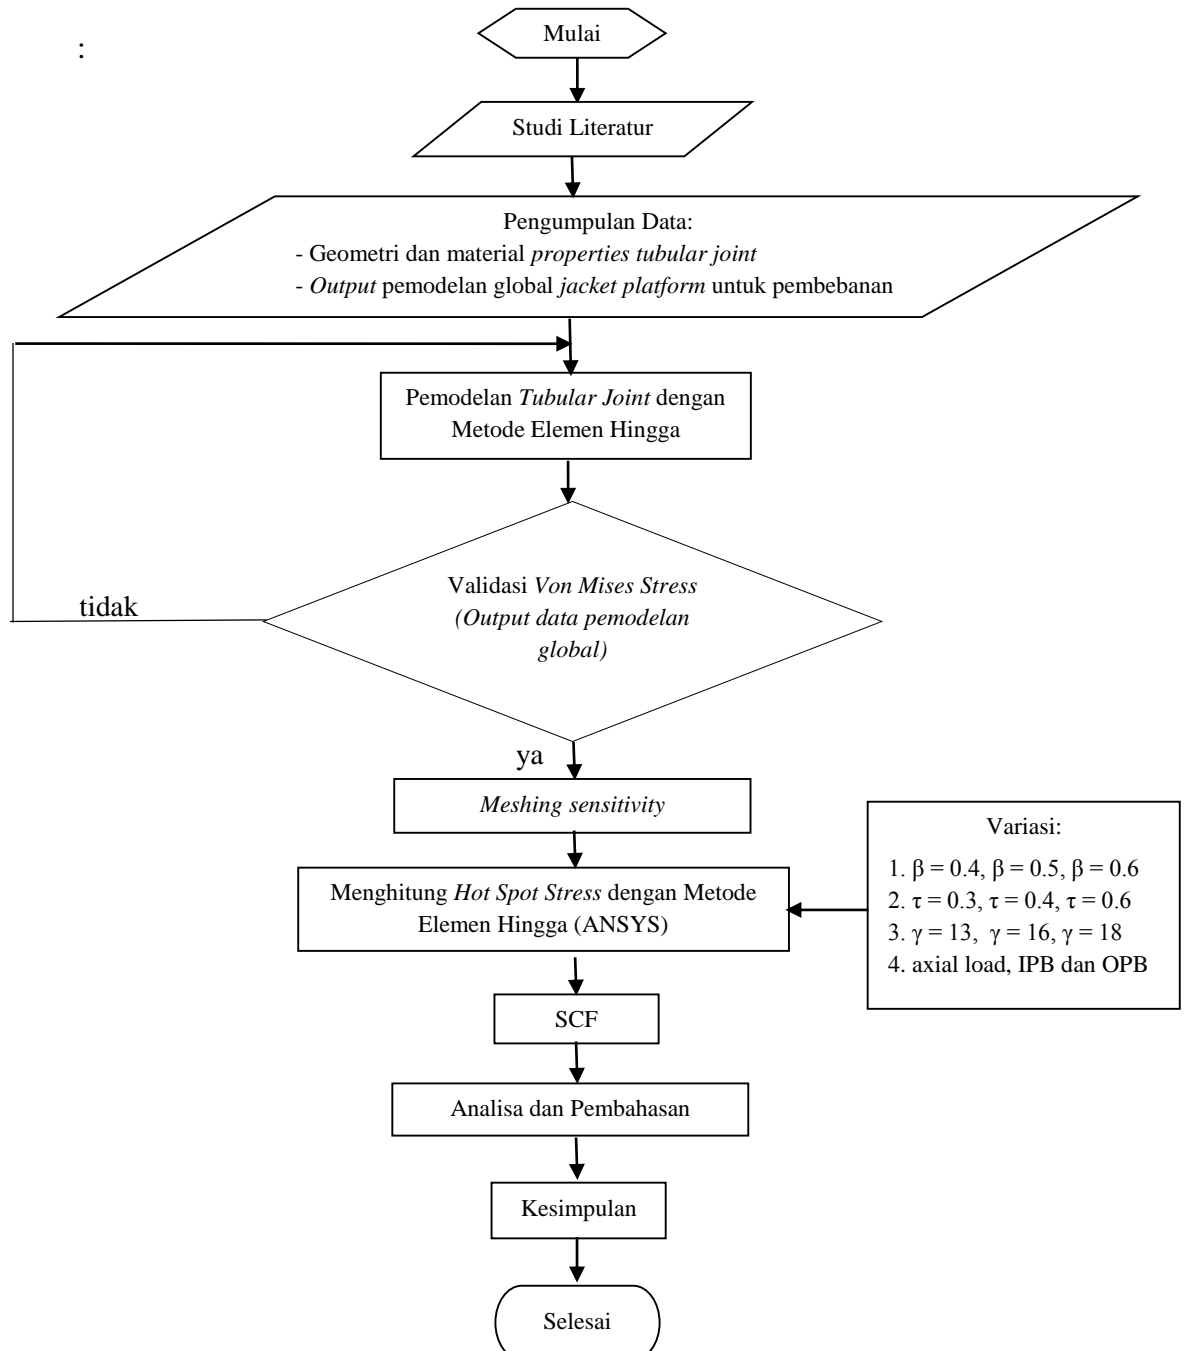 Mulai
:
Studi Literatur
Pengumpulan Data:
- Geometri dan material properties tubular joint
- Output pemodelan global jacket platform untuk pembebanan
Pemodelan Tubular Joint dengan
Metode Elemen Hingga
Validasi Von Mises Stress
(Output data pemodelan
global)
tidak
ya
Meshing sensitivity
Variasi:
1. β = 0.4, β = 0.5, β = 0.6
2. τ = 0.3, τ = 0.4, τ = 0.6
3. γ = 13, γ = 16, γ = 18
4. axial load, IPB dan OPB
Menghitung Hot Spot Stress dengan Metode
Elemen Hingga (ANSYS)
SCF
Analisa dan Pembahasan
Kesimpulan
Selesai